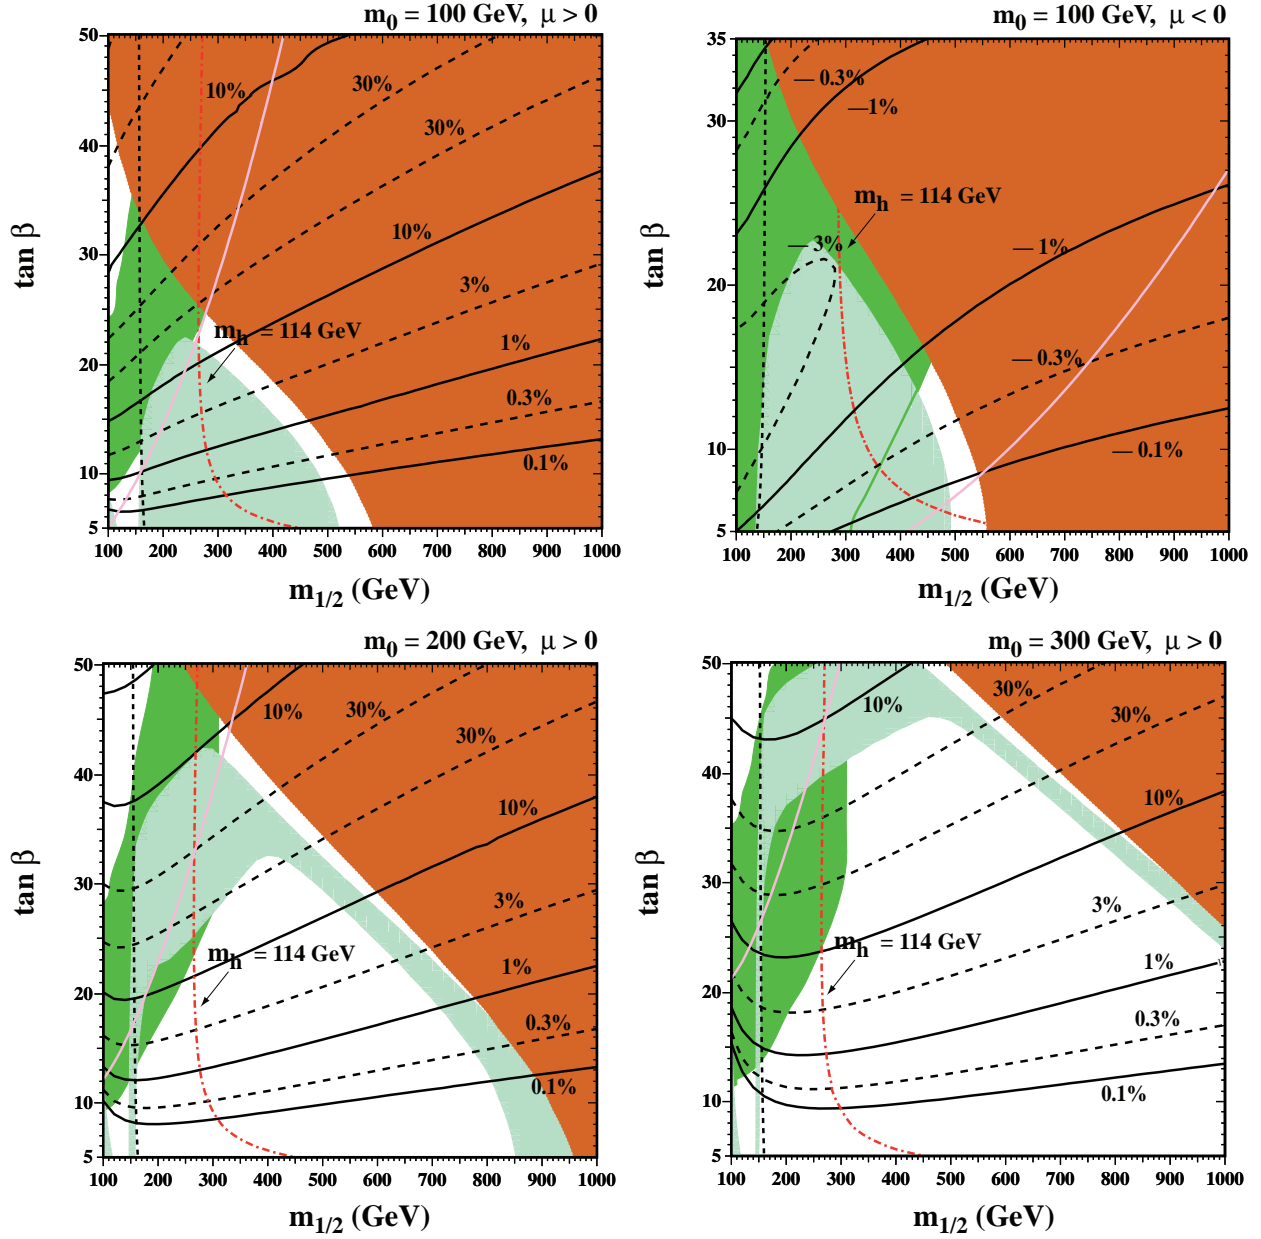 m0 = 100 GeV, μ > 0
50
40
30
20
10
5
tan β
10%
30%
30%
10%
3%
mh = 114 GeV
1%
0.3%
0.1%
100 200 300 400 500 600 700 800 900 1000
m1/2 (GeV)
m0 = 100 GeV, μ < 0
35
30
20
10
5
tan β
— 0.3%
—1%
mh = 114 GeV
— 3%
— 1%
— 0.3%
— 0.1%
100 200 300 400 500 600 700 800 900 1000
m1/2 (GeV)
m0 = 200 GeV, μ > 0
50
40
30
20
10
5
tan β
10%
30%
30%
10%
3%
mh = 114 GeV
1%
0.3%
0.1%
100 200 300 400 500 600 700 800 900 1000
m1/2 (GeV)
m0 = 300 GeV, μ > 0
50
40
30
20
10
5
tan β
30%
10%
30%
10%
3%
mh = 114 GeV
1%
0.3%
0.1%
100 200 300 400 500 600 700 800 900 1000
m1/2 (GeV)